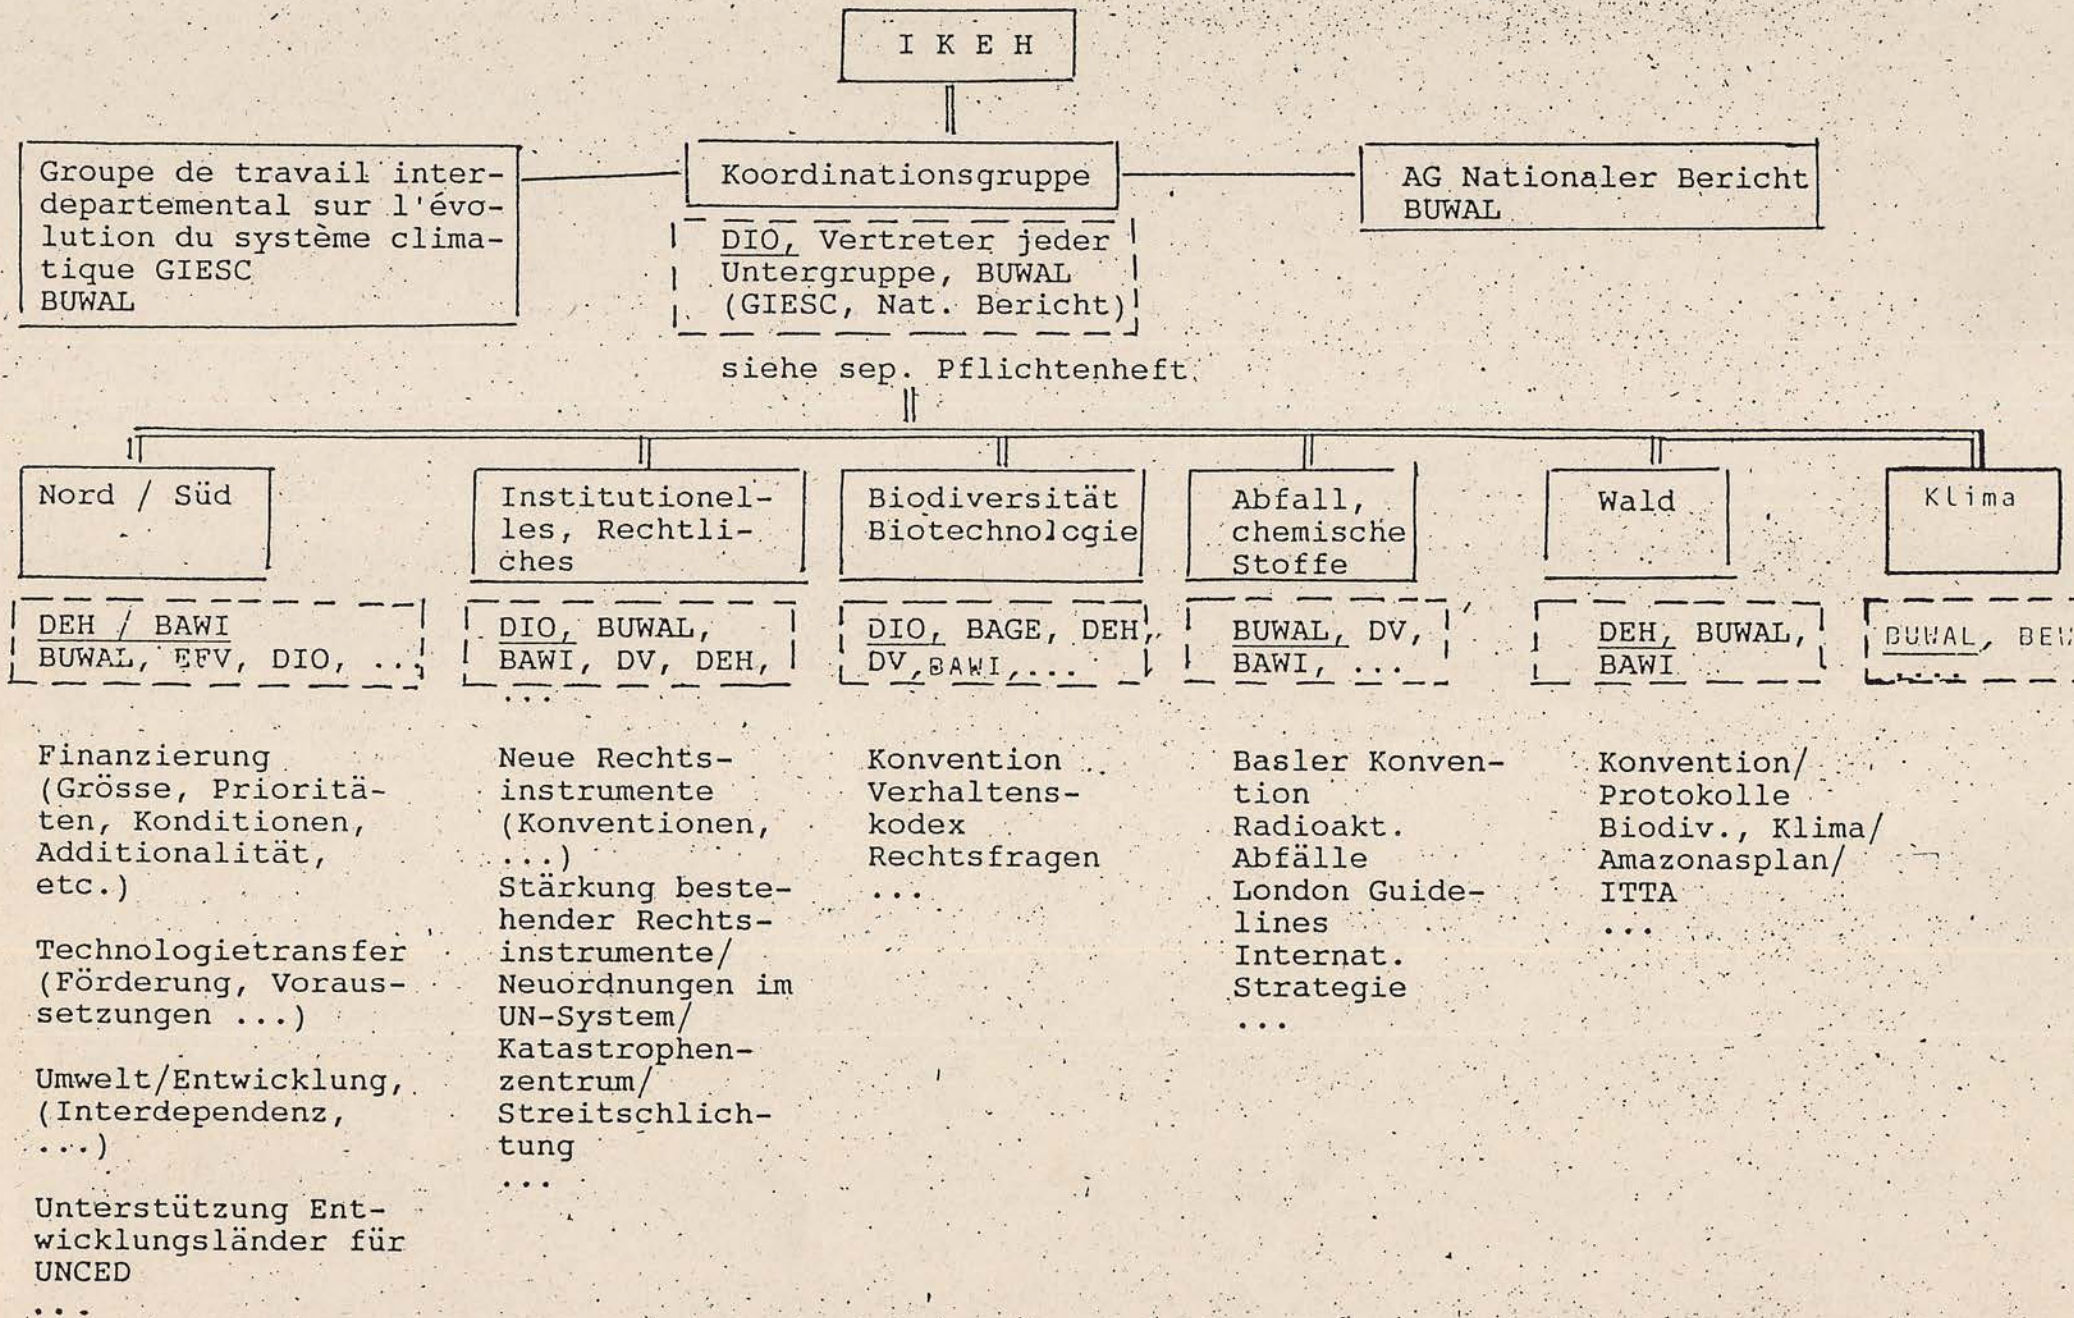 I K E H
Groupe de travail inter-
departemental sur l'évo-
lution du système clima-
tique GIESC
BUWAL
Koordinationsgruppe
DIO, Vertreter jeder
Untergruppe, BUWAL
(GIESC, Nat. Bericht)
siehe sep. Pflichtenheft
AG Nationaler Bericht
BUWAL
Nord / Süd
DEH / BAWI
BUWAL, EFV, DIO, ...
Finanzierung
(Grösse, Prioritä-
ten, Konditionen,
Additionalität,
etc.)
Technologietransfer
(Förderung, Voraus-
setzungen ...)
Umwelt/Entwicklung,
(Interdependenz,
...)
Unterstützung Ent-
wicklungsländer für
UNCED
...
Institutionel-
les, Rechtli-
ches
DIO, BUWAL,
BAWI, DV, DEH,
...
Neue Rechts-
instrumente
(Konventionen,
...)
Stärkung beste-
hender Rechts-
instrumente/
Neuordnungen im
UN-System/
Katastrophen-
zentrum/
Streitschlich-
tung
...
Biodiversität
Biotechnologie
DIO, BAGE, DEH,
DV, BAWI,...
Konvention
Verhaltens-
kodex
Rechtsfragen
...
Abfall,
chemische
Stoffe
BUWAL, DV,
BAWI, ...
Basler Konven-
tion
Radioakt.
Abfälle
London Guide-
lines
Internat.
Strategie
...
Wald
DEH, BUWAL,
BAWI
Konvention/
Protokolle
Biodiv., Klima/
Amazonasplan/
ITTA
...
Klima
BUWAL,
....